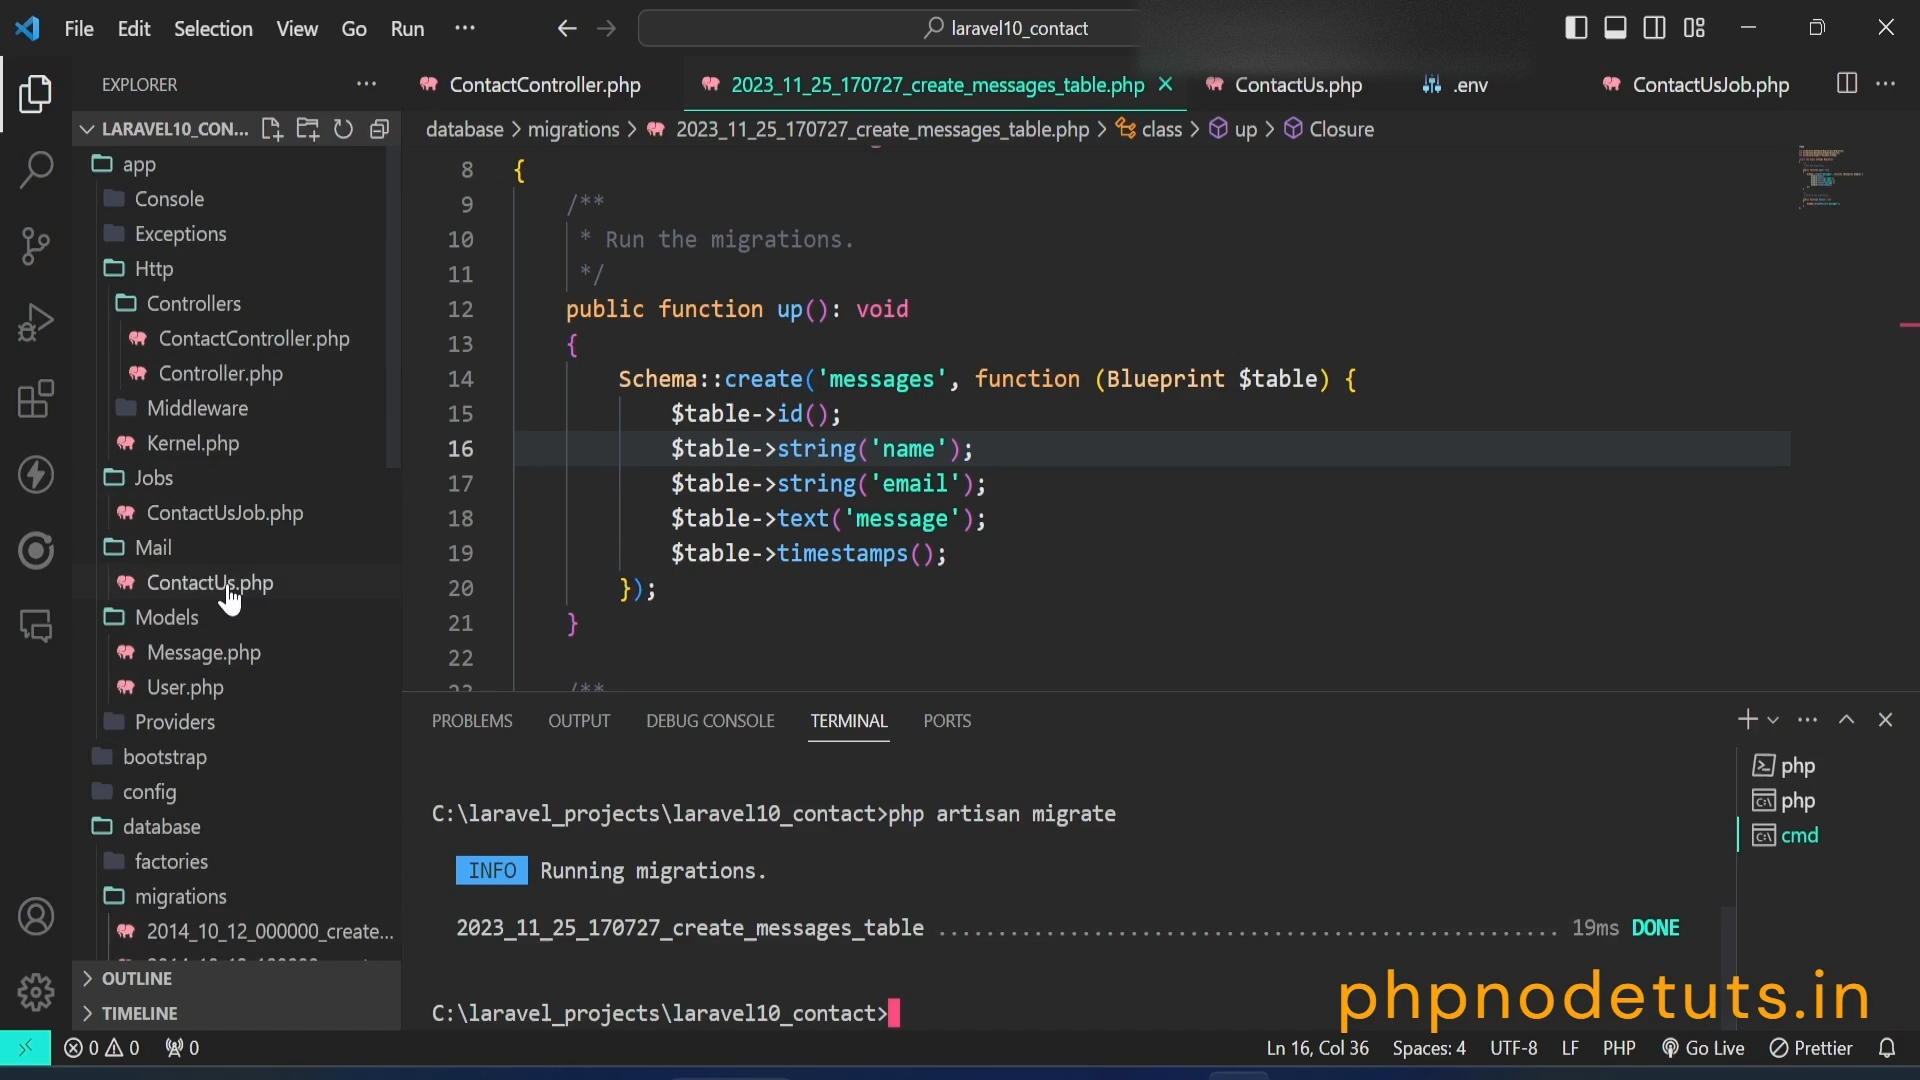 File Edit Selection View Go Run ··· laravel10_contact
EXPLORER
ContactController.php 2023_11_25_170727_create_messages_table.php ContactUs.php .env ContactUsJob.php
LARAVEL10_CON...
database > migrations > 2023_11_25_170727_create_messages_table.php > class > up > Closure
app
Console
Exceptions
Http
Controllers
ContactController.php
Controller.php
Middleware
Kernel.php
Jobs
ContactUsJob.php
Mail
ContactUs.php
Models
Message.php
User.php
Providers
bootstrap
config
database
factories
migrations
2014_10_12_000000_create...
OUTLINE
TIMELINE
8 {
9 /**
10 * Run the migrations.
11 */
12 public function up(): void
13 {
14 Schema::create('messages', function (Blueprint $table) {
15 $table->id();
16 $table->string('name');
17 $table->string('email');
18 $table->text('message');
19 $table->timestamps();
20 });
21 }
22
23 /**
PROBLEMS OUTPUT DEBUG CONSOLE TERMINAL PORTS
php
php
cmd
C:\laravel_projects\laravel10_contact>php artisan migrate
INFO Running migrations.
2023_11_25_170727_create_messages_table ............................................... 19ms DONE
C:\laravel_projects\laravel10_contact>
phpnodetuts.in
0 0 0 Ln 16, Col 36 Spaces: 4 UTF-8 LF PHP Go Live Prettier